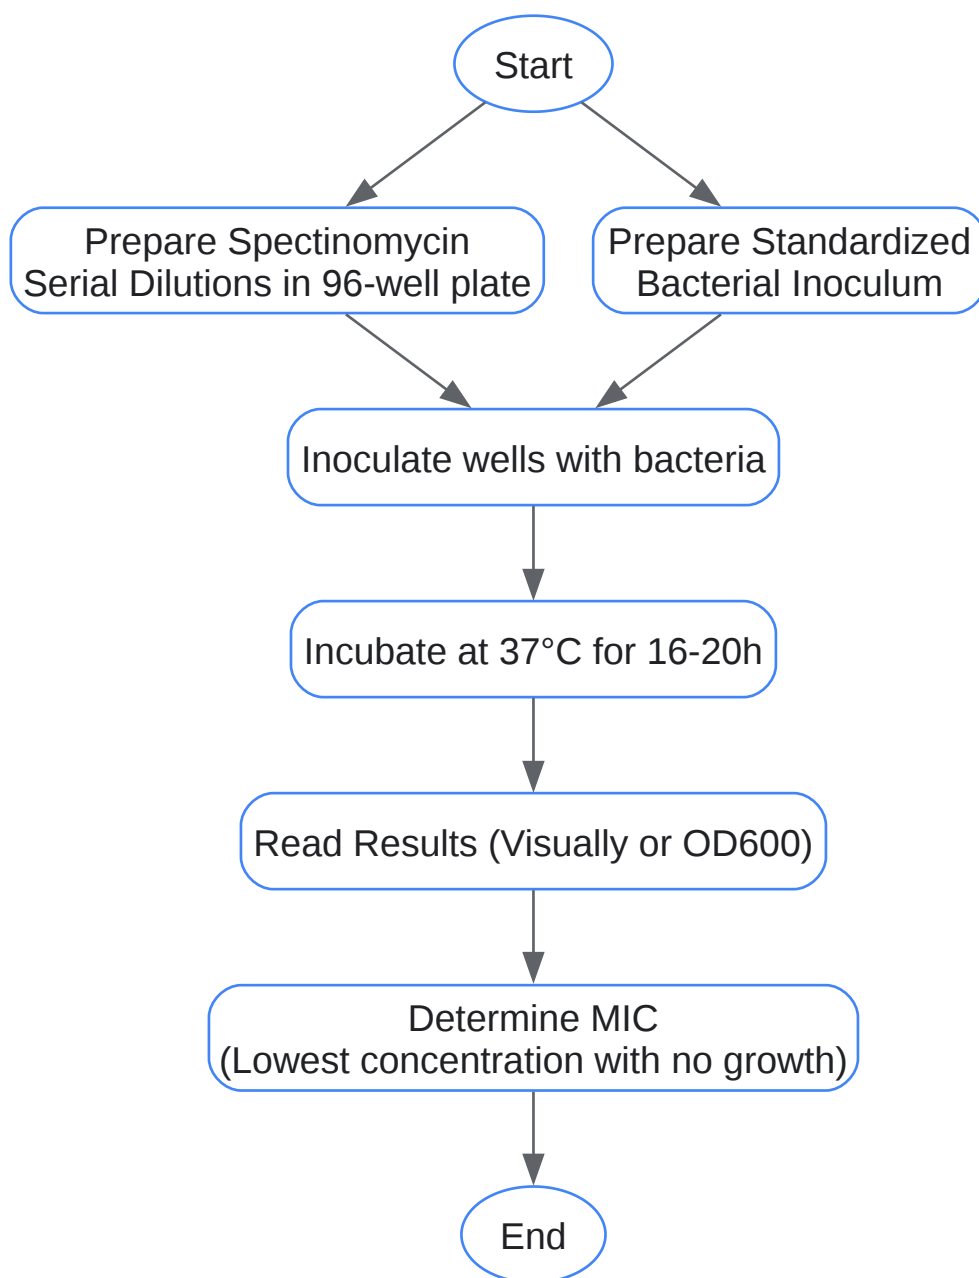 Start
Prepare Spectinomycin
Serial Dilutions in 96-well plate
Prepare Standardized
Bacterial Inoculum
Inoculate wells with bacteria
Incubate at 37°C for 16-20h
Read Results (Visually or OD600)
Determine MIC
(Lowest concentration with no growth)
End